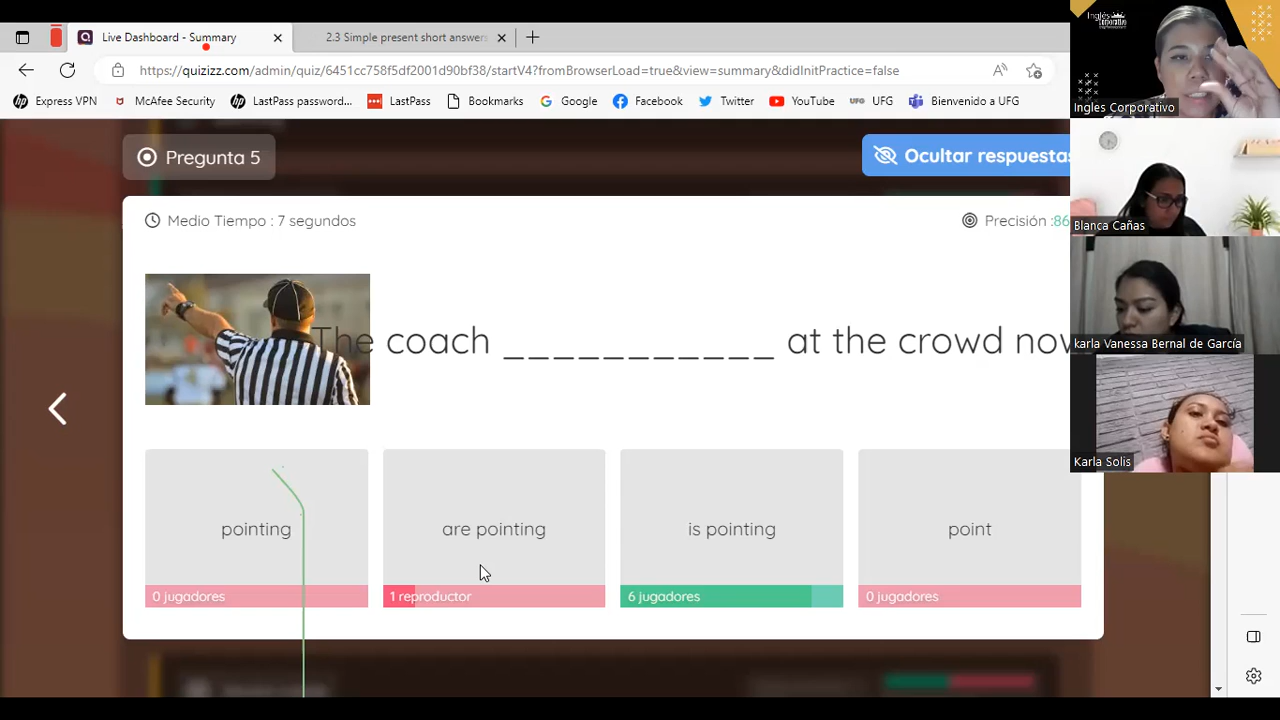 Live Dashboard - Summary
2.3 Simple present short answers
https://quizizz.com/admin/quiz/6451cc758f5df2001d90bf38/startV4?fromBrowserLoad=true&view=summary&didInitPractice=false
Express VPN
McAfee Security
LastPass password...
LastPass
Bookmarks
Google
Facebook
Twitter
YouTube
UFG
UFG
Bienvenido a UFG
Pregunta 5
Ocultar respuestas
Medio Tiempo : 7 segundos
Precisión :86
The coach ___________ at the crowd now
pointing
are pointing
is pointing
point
0 jugadores
1 reproductor
6 jugadores
0 jugadores
Inglés
Corporativo
Ingles Corporativo
Blanca Cañas
karla Vanessa Bernal de García
Karla Solis